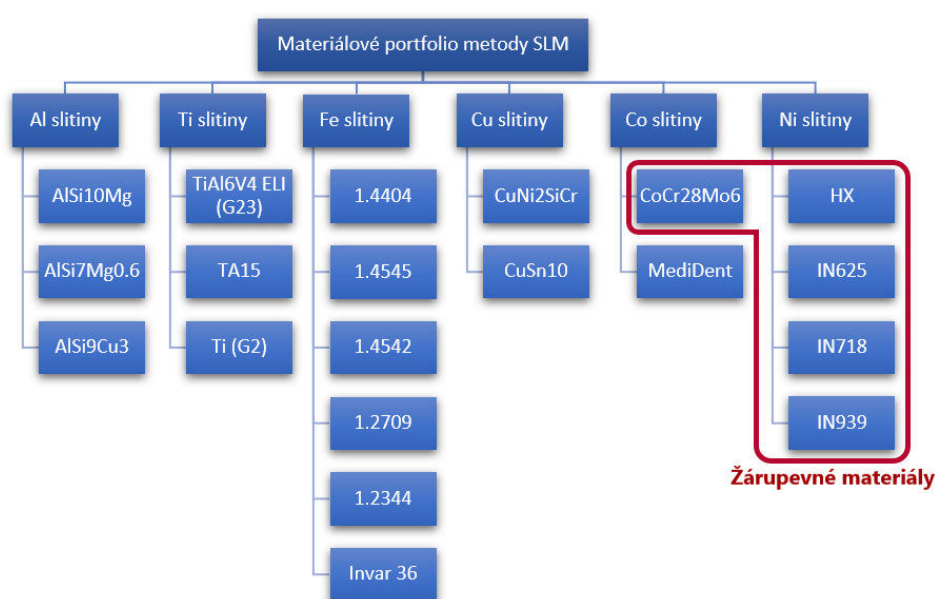 Materiálové portfolio metody SLM
Al slitiny
Ti slitiny
Fe slitiny
Cu slitiny
Co slitiny
Ni slitiny
AlSi10Mg
TiAl6V4 ELI
(G23)
1.4404
CuNi2SiCr
CoCr28Mo6
HX
AlSi7Mg0.6
TA15
1.4545
CuSn10
MediDent
IN625
AlSi9Cu3
Ti (G2)
1.4542
IN718
1.2709
IN939
Žárupevné materiály
1.2344
Invar 36